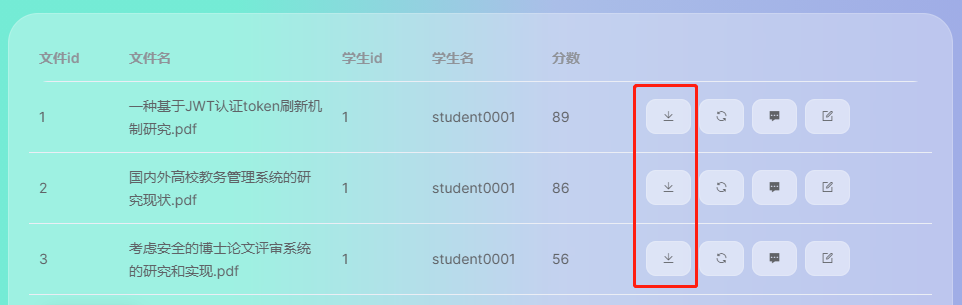 文件id 文件名 学生id 学生名 分数
1 一种基于JWT认证token刷新机 1 student0001 89
制研究.pdf
2 国内外高校教务管理系统的研 1 student0001 86
究现状.pdf
3 考虑安全的博士论文评审系统 1 student0001 56
的研究和实现.pdf